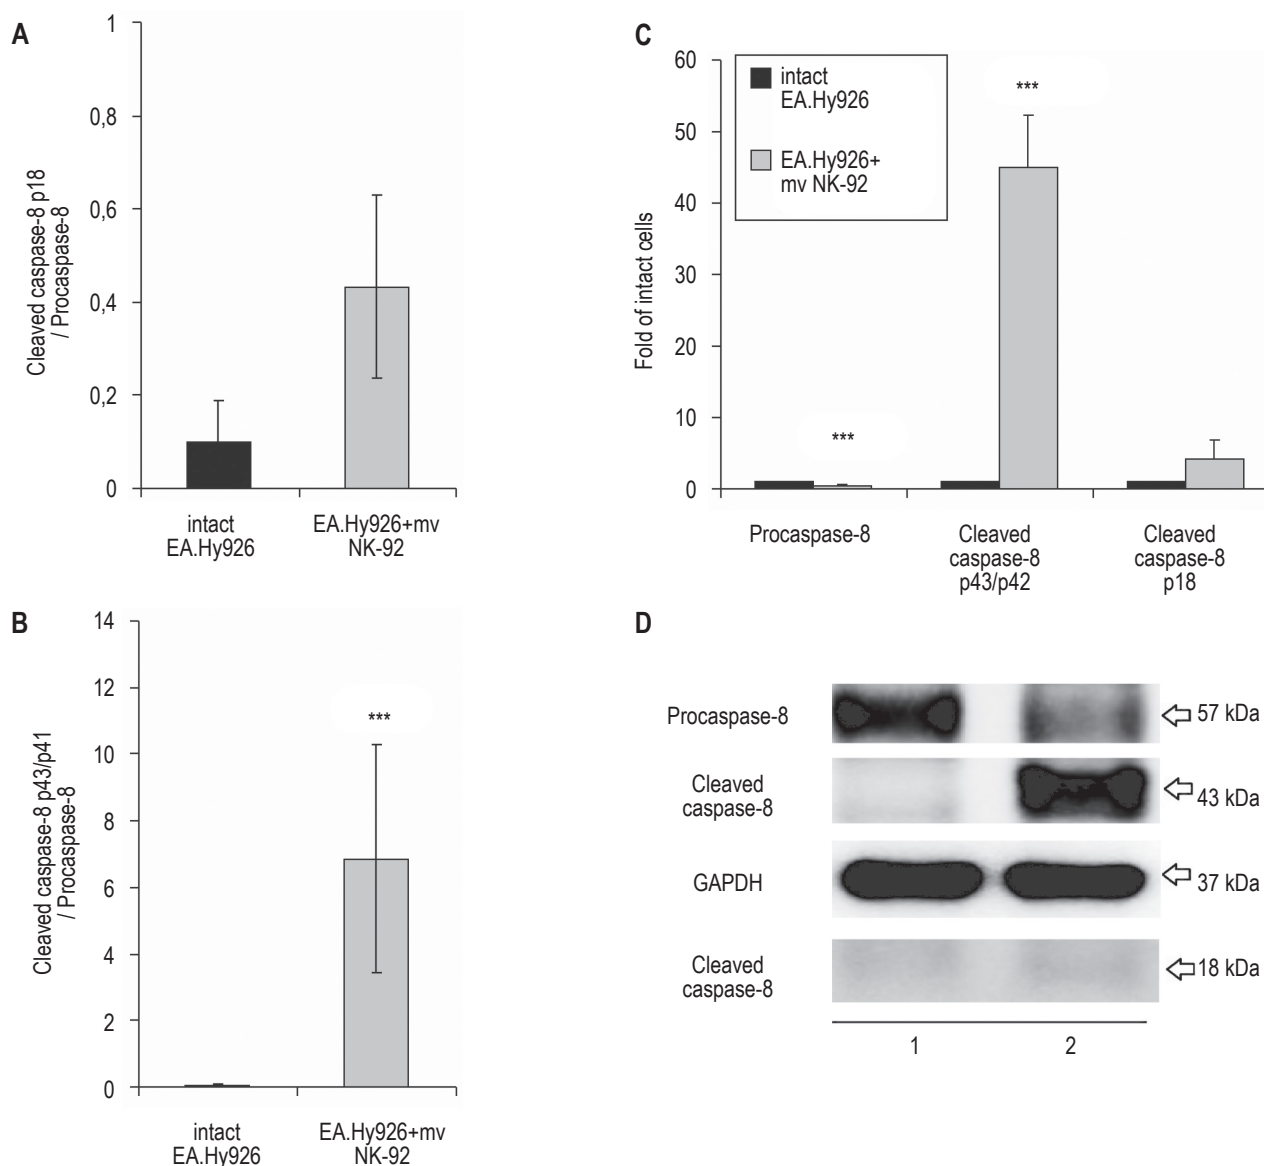 A
Cleaved caspase-8 p18
/ Procaspase-8
1
0,8
0,6
0,4
0,2
0
intact
EA.Hy926
EA.Hy926+mv
NK-92
B
Cleaved caspase-8 p43/p41
/ Procaspase-8
14
12
10
8
6
4
2
0
***
intact
EA.Hy926
EA.Hy926+mv
NK-92
C
Fold of intact cells
60
50
40
30
20
10
0
intact
EA.Hy926
EA.Hy926+
mv NK-92
***
***
Procaspase-8
Cleaved
caspase-8
p43/p42
Cleaved
caspase-8
p18
D
Procaspase-8
57 kDa
Cleaved
caspase-8
43 kDa
GAPDH
37 kDa
Cleaved
caspase-8
18 kDa
1
2